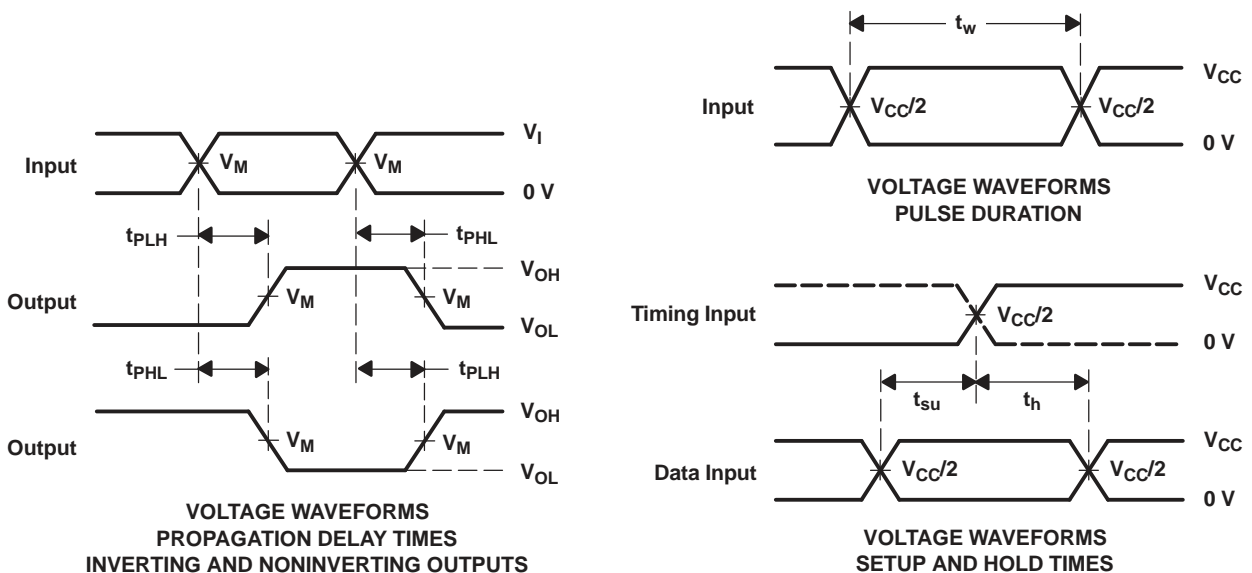 Input
V_M
V_M
V_I
0 V
t_PLH
t_PHL
Output
V_M
V_M
V_OH
V_OL
t_PHL
t_PLH
Output
V_M
V_M
V_OH
V_OL
VOLTAGE WAVEFORMS
PROPAGATION DELAY TIMES
INVERTING AND NONINVERTING OUTPUTS
t_w
Input
V_CC/2
V_CC/2
V_CC
0 V
VOLTAGE WAVEFORMS
PULSE DURATION
Timing Input
V_CC/2
V_CC
0 V
t_su
t_h
Data Input
V_CC/2
V_CC/2
V_CC
0 V
VOLTAGE WAVEFORMS
SETUP AND HOLD TIMES